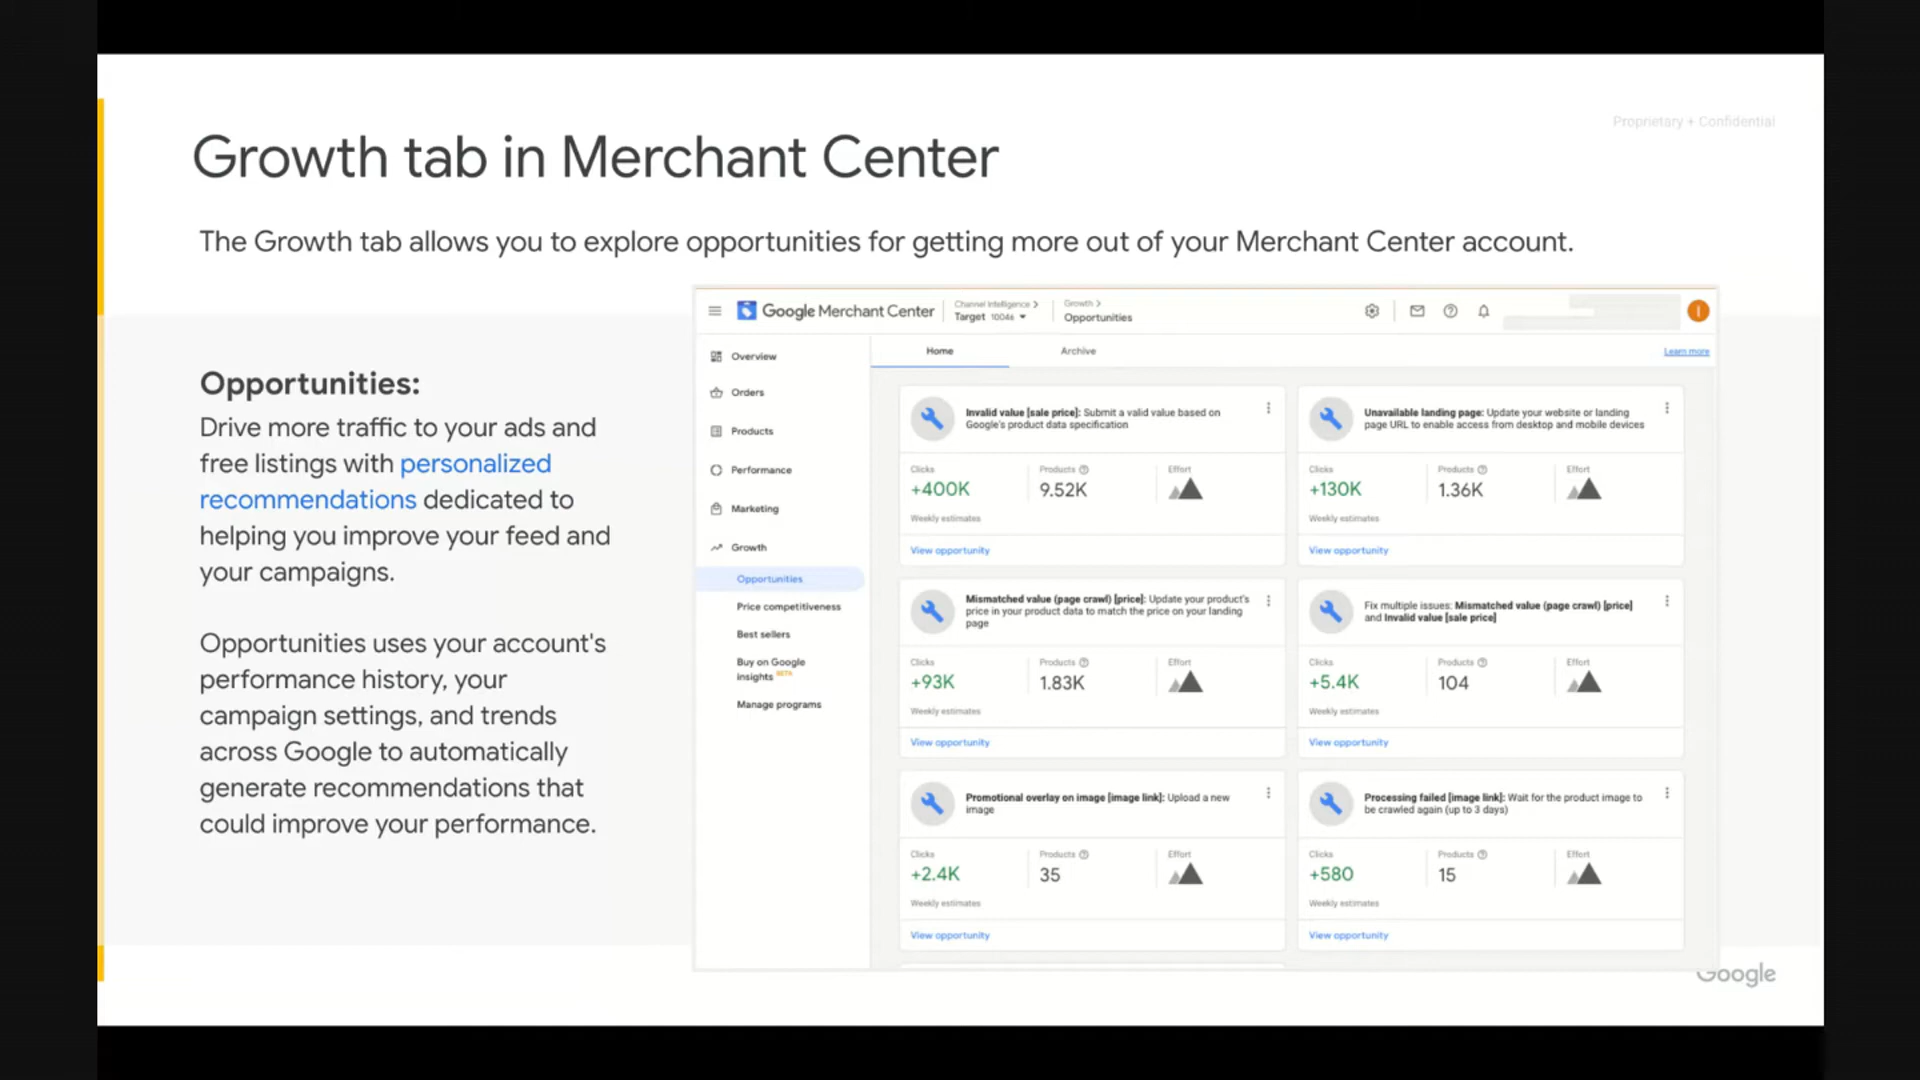 Proprietary + Confidential
Growth tab in Merchant Center
The Growth tab allows you to explore opportunities for getting more out of your Merchant Center account.
Opportunities:
Drive more traffic to your ads and
free listings with personalized
recommendations dedicated to
helping you improve your feed and
your campaigns.
Opportunities uses your account's
performance history, your
campaign settings, and trends
across Google to automatically
generate recommendations that
could improve your performance.
Google Merchant Center
Channel Intelligence >
Target 10046
Growth >
Opportunities
I
Overview
Orders
Products
Performance
Marketing
Growth
Opportunities
Price competitiveness
Best sellers
Buy on Google
insights BETA
Manage programs
Home
Archive
Learn more
Invalid value [sale price]: Submit a valid value based on
Google's product data specification
Clicks
+400K
Weekly estimates
Products
9.52K
Effort
View opportunity
Unavailable landing page: Update your website or landing
page URL to enable access from desktop and mobile devices
Clicks
+130K
Weekly estimates
Products
1.36K
Effort
View opportunity
Mismatched value (page crawl) [price]: Update your product's
price in your product data to match the price on your landing
page
Clicks
+93K
Weekly estimates
Products
1.83K
Effort
View opportunity
Fix multiple issues: Mismatched value (page crawl) [price]
and Invalid value [sale price]
Clicks
+5.4K
Weekly estimates
Products
104
Effort
View opportunity
Promotional overlay on image [image link]: Upload a new
image
Clicks
+2.4K
Weekly estimates
Products
35
Effort
View opportunity
Processing failed [image link]: Wait for the product image to
be crawled again (up to 3 days)
Clicks
+580
Weekly estimates
Products
15
Effort
View opportunity
Google